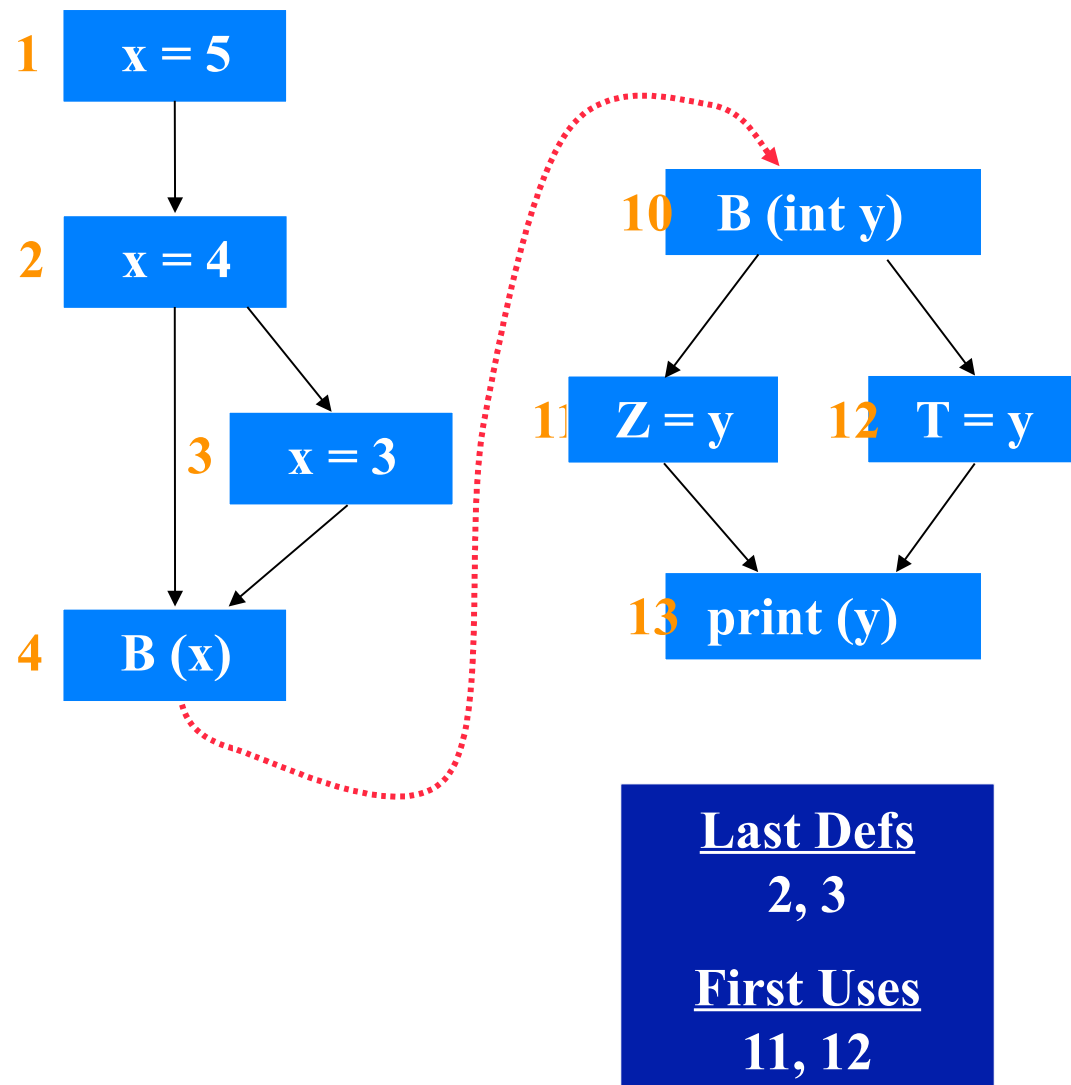 1 x = 5
2 x = 4
3 x = 3
4 B (x)
10 B (int y)
11 Z = y
12 T = y
13 print (y)
Last Defs
2, 3
First Uses
11, 12